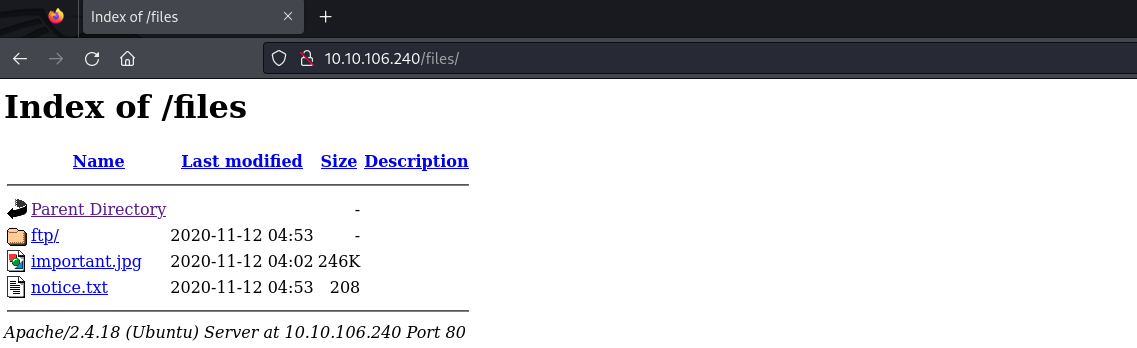 Index of /files
10.10.106.240/files/
Index of /files
Name Last modified Size Description
Parent Directory -
ftp/ 2020-11-12 04:53 -
important.jpg 2020-11-12 04:02 246K
notice.txt 2020-11-12 04:53 208
Apache/2.4.18 (Ubuntu) Server at 10.10.106.240 Port 80